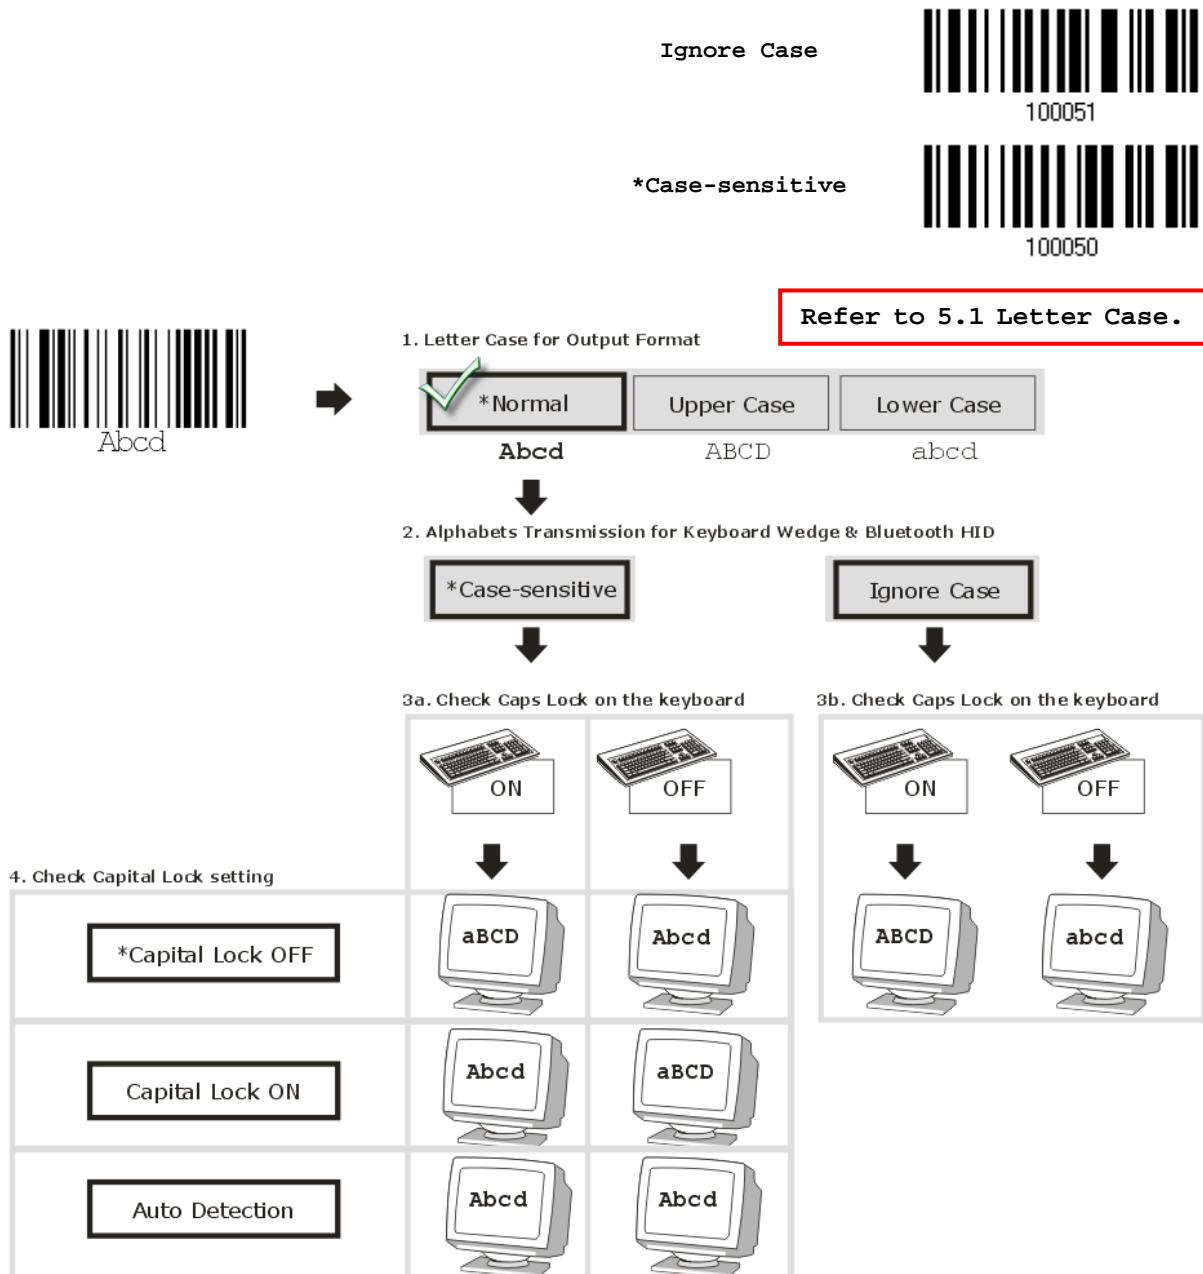 Ignore Case
100051
*Case-sensitive
100050
Refer to 5.1 Letter Case.
1. Letter Case for Output Format
Abcd
*Normal Upper Case Lower Case
Abcd ABCD abcd
2. Alphabets Transmission for Keyboard Wedge & Bluetooth HID
*Case-sensitive Ignore Case
3a. Check Caps Lock on the keyboard 3b. Check Caps Lock on the keyboard
ON OFF ON OFF
4. Check Capital Lock setting
*Capital Lock OFF aBCD Abcd ABCD abcd
Capital Lock ON Abcd aBCD
Auto Detection Abcd Abcd